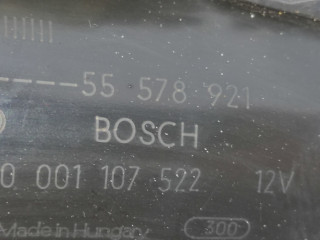 -----55 578 921
BOSCH
0 001 107 522 12V
Made in Hungary 300